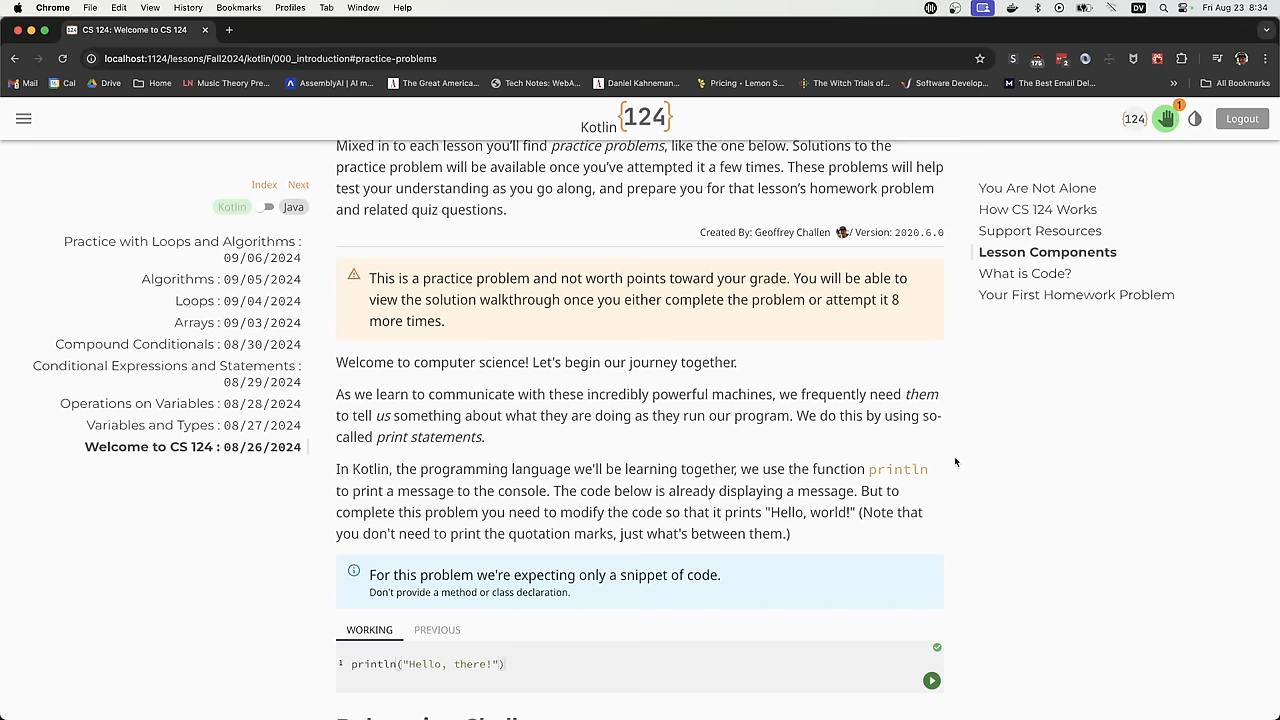 Chrome File Edit View History Bookmarks Profiles Tab Window Help
DV Fri Aug 23 8:34
CS 124: Welcome to CS 124
localhost:1124/lessons/Fall2024/kotlin/000_introduction#practice-problems
Mail Cal Drive Home Music Theory Pre... AssemblyAI | AI m... The Great America... Tech Notes: WebA... Daniel Kahneman... Pricing • Lemon S... The Witch Trials of... Software Develop... The Best Email Del... » All Bookmarks
Kotlin {124}
{124} 1 Logout
Index Next
Kotlin Java
Practice with Loops and Algorithms :
09/06/2024
Algorithms : 09/05/2024
Loops : 09/04/2024
Arrays : 09/03/2024
Compound Conditionals : 08/30/2024
Conditional Expressions and Statements :
08/29/2024
Operations on Variables : 08/28/2024
Variables and Types : 08/27/2024
Welcome to CS 124 : 08/26/2024
Mixed in to each lesson you'll find practice problems, like the one below. Solutions to the
practice problem will be available once you've attempted it a few times. These problems will help
test your understanding as you go along, and prepare you for that lesson's homework problem
and related quiz questions.
Created By: Geoffrey Challen / Version: 2020.6.0
This is a practice problem and not worth points toward your grade. You will be able to
view the solution walkthrough once you either complete the problem or attempt it 8
more times.
Welcome to computer science! Let's begin our journey together.
As we learn to communicate with these incredibly powerful machines, we frequently need them
to tell us something about what they are doing as they run our program. We do this by using so-
called print statements.
In Kotlin, the programming language we'll be learning together, we use the function println
to print a message to the console. The code below is already displaying a message. But to
complete this problem you need to modify the code so that it prints "Hello, world!" (Note that
you don't need to print the quotation marks, just what's between them.)
For this problem we're expecting only a snippet of code.
Don't provide a method or class declaration.
WORKING PREVIOUS
1 println("Hello, there!")
You Are Not Alone
How CS 124 Works
Support Resources
Lesson Components
What is Code?
Your First Homework Problem